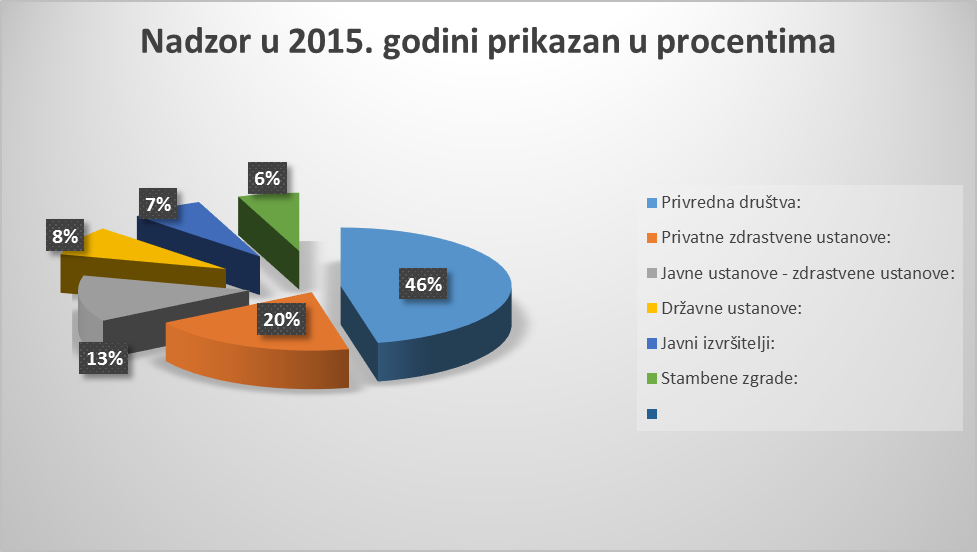 Nadzor u 2015. godini prikazan u procentima
6%
7%
8%
46%
20%
13%
Privredna društva:
Privatne zdrastvene ustanove:
Javne ustanove - zdrastvene ustanove:
Državne ustanove:
Javni izvršitelji:
Stambene zgrade: